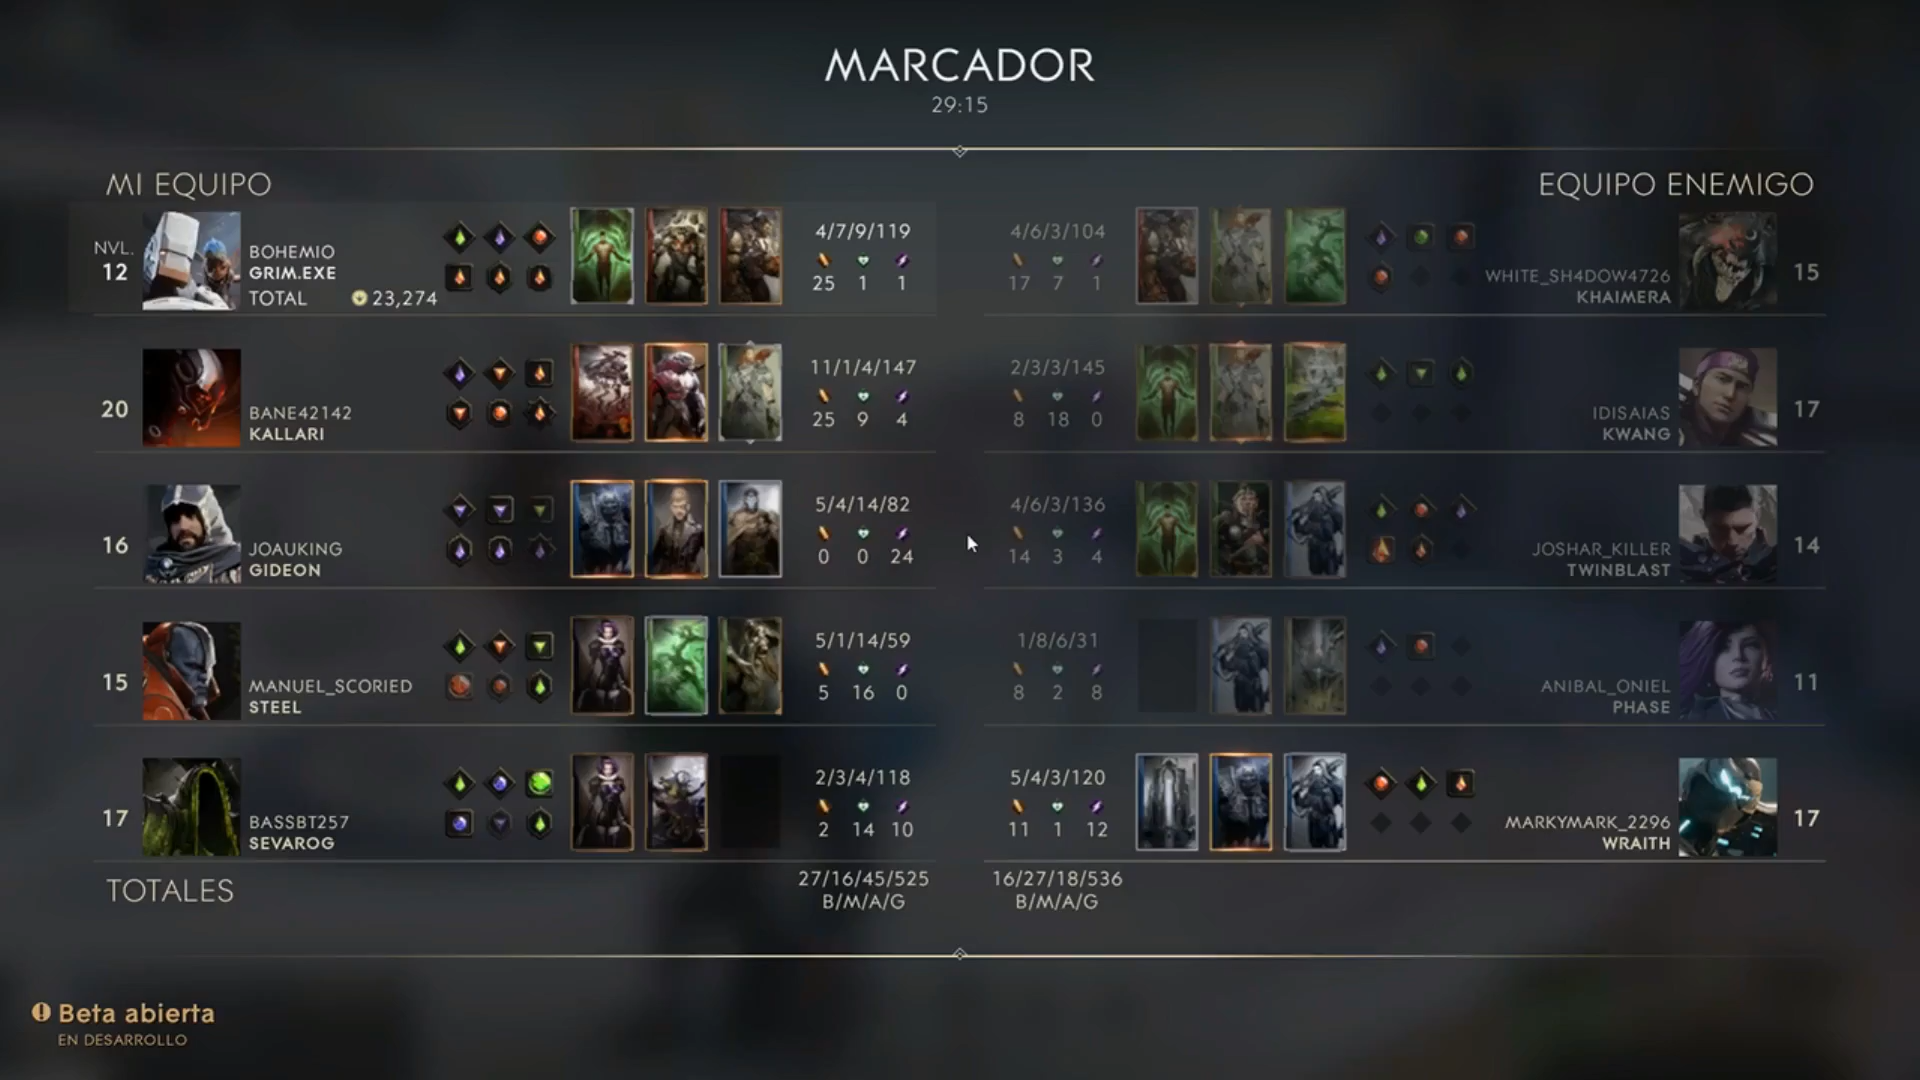 MARCADOR
29:15
MI EQUIPO
EQUIPO ENEMIGO
NVL.
12
BOHEMIO
GRIM.EXE
TOTAL 23,274
4/7/9/119
25 1 1
4/6/3/104
17 7 1
WHITE_SH4DOW4726
KHAIMERA
15
20
BANE42142
KALLARI
11/1/4/147
25 9 4
2/3/3/145
8 18 0
IDISAIAS
KWANG
17
16
JOAUKING
GIDEON
5/4/14/82
0 0 24
4/6/3/136
14 3 4
JOSHAR_KILLER
TWINBLAST
14
15
MANUEL_SCORIED
STEEL
5/1/14/59
5 16 0
1/8/6/31
8 2 8
ANIBAL_ONIEL
PHASE
11
17
BASSBT257
SEVAROG
2/3/4/118
2 14 10
5/4/3/120
11 1 12
MARKYMARK_2296
WRAITH
17
TOTALES
27/16/45/525
B/M/A/G
16/27/18/536
B/M/A/G
Beta abierta
EN DESARROLLO